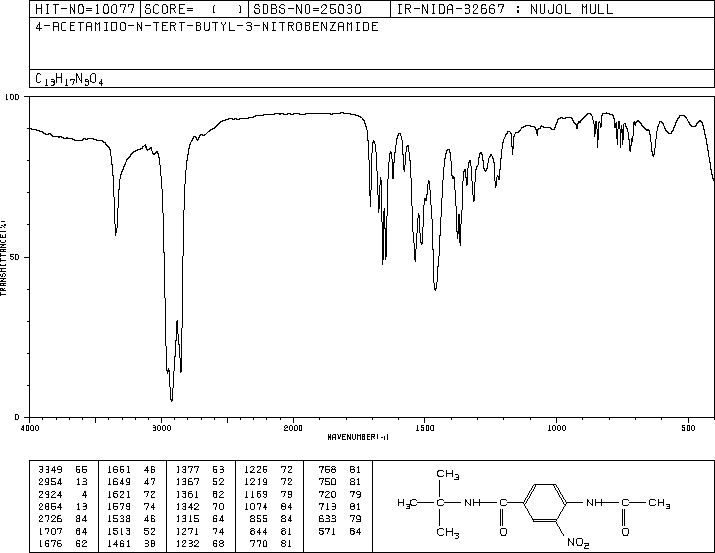 HIT-NO=10077 SCORE= ( ) SDBS-NO=25030 IR-NIDA-32667 : NUJOL MULL
4-ACETAMIDO-N-TERT-BUTYL-3-NITROBENZAMIDE
C13H17N3O4
100
50
0
TRANSMITTANCE(%)
4000 3000 2000 1500 1000 500
WAVENUMBER(-1)
3349 55 1661 46 1377 53 1226 72 758 81
2954 13 1649 47 1367 52 1219 72 750 81
2924 4 1621 72 1361 82 1169 79 720 79
2854 13 1579 74 1342 70 1074 84 713 81
2726 84 1538 46 1315 64 855 84 633 79
1707 64 1513 52 1271 74 844 81 571 84
1676 62 1461 38 1232 68 770 81
CH3
H3C NH C NH C CH3
CH3 O NO2 O